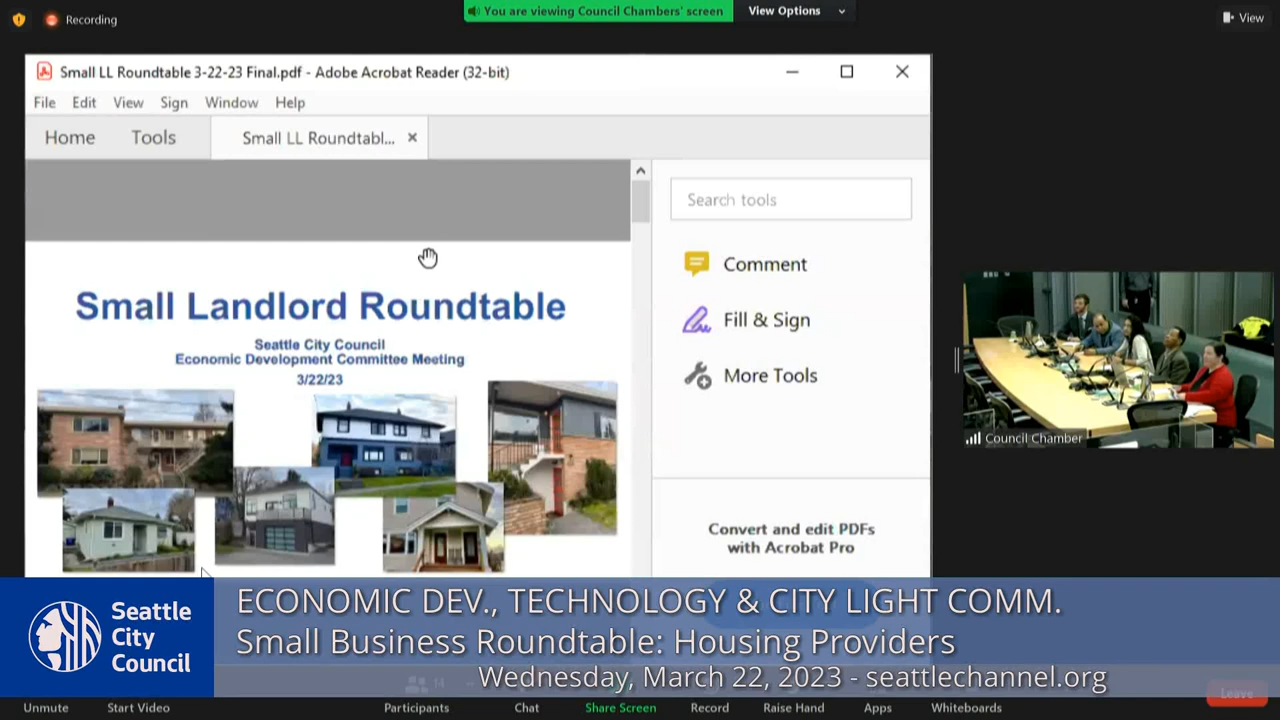 Recording
You are viewing Council Chambers' screen
View Options
View
Small LL Roundtable 3-22-23 Final.pdf - Adobe Acrobat Reader (32-bit)
File Edit View Sign Window Help
Home Tools Small LL Roundtabl...
Search tools
Comment
Fill & Sign
More Tools
Small Landlord Roundtable
Seattle City Council
Economic Development Committee Meeting
3/22/23
Council Chamber
Convert and edit PDFs
with Acrobat Pro
Seattle
City
Council
ECONOMIC DEV., TECHNOLOGY & CITY LIGHT COMM.
Small Business Roundtable: Housing Providers
Wednesday, March 22, 2023 - seattlechannel.org
14
Leave
Unmute Start Video Participants Chat Share Screen Record Raise Hand Apps Whiteboards